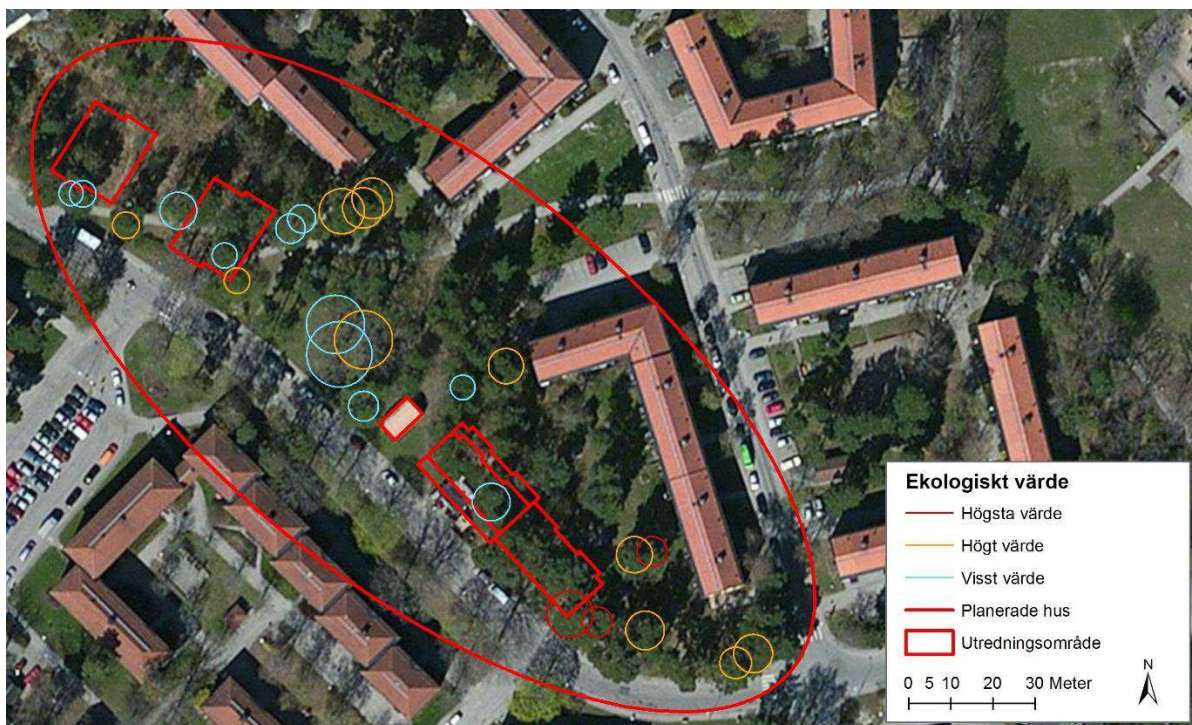 Ekologiskt värde
Högsta värde
Högt värde
Visst värde
Planerade hus
Utredningsområde
N
0 5 10 20 30 Meter